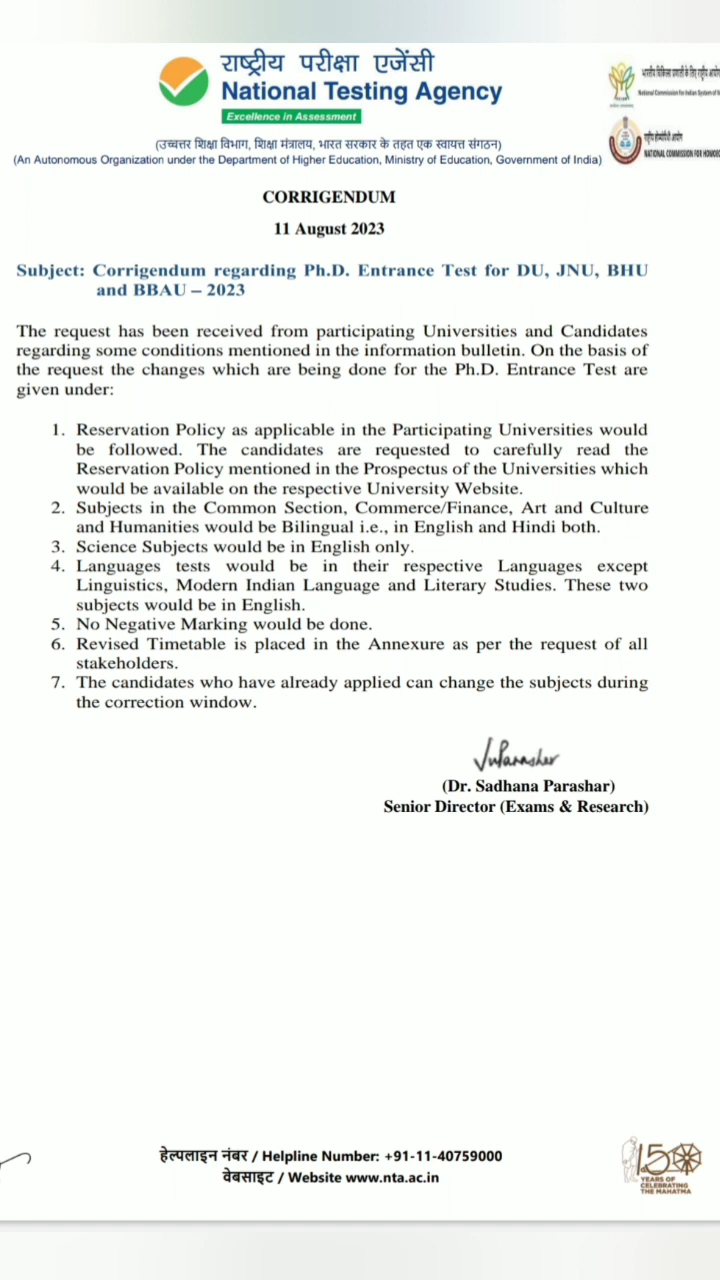 राष्ट्रीय परीक्षा एजेंसी
National Testing Agency
Excellence in Assessment
(उच्चतर शिक्षा विभाग, शिक्षा मंत्रालय, भारत सरकार के तहत एक स्वायत्त संगठन)
(An Autonomous Organization under the Department of Higher Education, Ministry of Education, Government of India)
भारतीय चिकित्सा प्रणाली के लिए राष्ट्रीय
National Commission for Indian System of
राष्ट्रीय होम्योपैथी आयोग
NATIONAL COMMISSION FOR
CORRIGENDUM
11 August 2023
Subject: Corrigendum regarding Ph.D. Entrance Test for DU, JNU, BHU
and BBAU – 2023
The request has been received from participating Universities and Candidates
regarding some conditions mentioned in the information bulletin. On the basis of
the request the changes which are being done for the Ph.D. Entrance Test are
given under:
1. Reservation Policy as applicable in the Participating Universities would
be followed. The candidates are requested to carefully read the
Reservation Policy mentioned in the Prospectus of the Universities which
would be available on the respective University Website.
2. Subjects in the Common Section, Commerce/Finance, Art and Culture
and Humanities would be Bilingual i.e., in English and Hindi both.
3. Science Subjects would be in English only.
4. Languages tests would be in their respective Languages except
Linguistics, Modern Indian Language and Literary Studies. These two
subjects would be in English.
5. No Negative Marking would be done.
6. Revised Timetable is placed in the Annexure as per the request of all
stakeholders.
7. The candidates who have already applied can change the subjects during
the correction window.
(Dr. Sadhana Parashar)
Senior Director (Exams & Research)
हेल्पलाइन नंबर / Helpline Number: +91-11-40759000
वेबसाइट / Website www.nta.ac.in
150
YEARS OF
CELEBRATING
THE MAHATMA